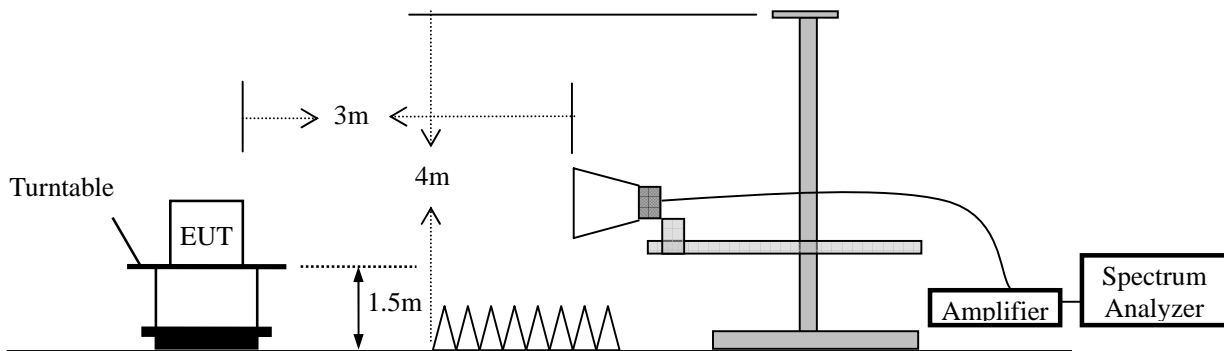 3m
4m
Turntable
EUT
1.5m
Amplifier
Spectrum
Analyzer